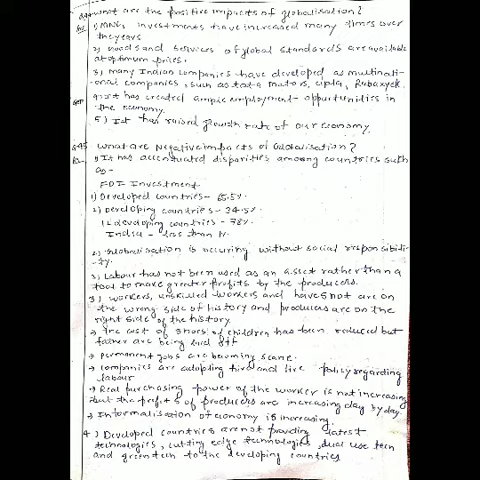 What are the positive impacts of globalisation?
1) MNCs investments have increased many times over
the years
2) Goods and services of global standards are available
at optimum prices.
3) many Indian companies have developed as multinati-
onal companies, such as tata motors, cipla, Ranbaxy etc.
4) It has created ample employment oppurtunities in
the economy.
5) It has raised growth rate of our economy
What are Negative impacts of Globalisation?
1) It has accentuated disparities among countries such
as-
FDI Investment
1) Developed countries - 65.5%
2) Developing countries - 34.5%
12 developing countries - 78%
India - less than 1%
2) Globalisation is occuring without social responsibili-
ty.
3) Labour has not been used as an asset rather than a
tool to make greater profits by the producers.
3) workers, unskilled workers and haves not are on
the wrong side of history and producers are on the
right side of the history
→ The cost of shoes of children has been reduced but
father are being laid off
→ permanent jobs are becoming scarce.
→ companies are adopting hire and fire policy regarding
labour
→ Real purchasing power of the worker is not increasing
but the profits of producers are increasing day by day
→ Informalisation of economy is increasing.
4) Developed countries are not providing latest
technologies, cutting edge technologies, dual use tech
and green tech to the developing countries